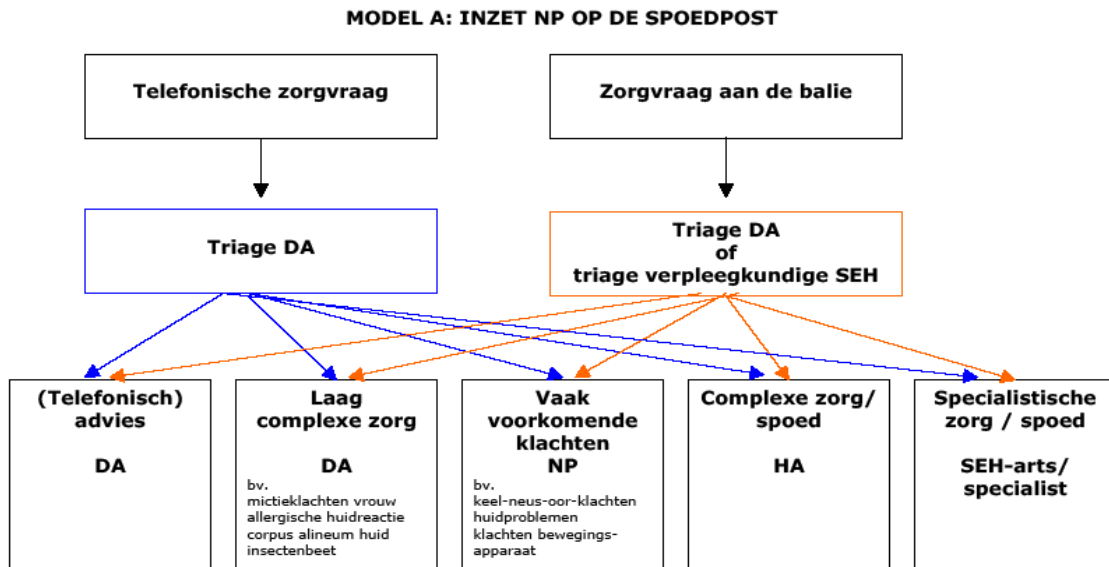 MODEL A: INZET NP OP DE SPOEDPOST
Telefonische zorgvraag
Zorgvraag aan de balie
Triage DA
Triage DA
of
triage verpleegkundige SEH
(Telefonisch)
advies
DA
Laag
complexe zorg
DA
bv.
mictieklachten vrouw
allergische huidreactie
corpus alineum huid
insectenbeet
Vaak
voorkomende
klachten
NP
bv.
keel-neus-oor-klachten
huidproblemen
klachten bewegings-
apparaat
Complexe zorg/
spoed
HA
Specialistische
zorg / spoed
SEH-arts/
specialist